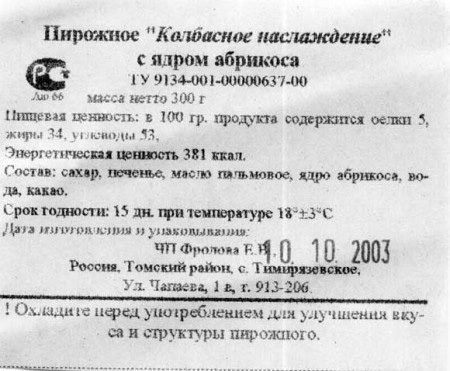 Пирожное "Колбасное наслаждение"
с ядром абрикоса
РС
ТУ 9134-001-00000637-00
масса нетто 300 г
Пищевая ценность: в 100 гр. продукта содержится белки 5,
жиры 34, углеводы 53,
Энергетическая ценность 381 ккал.
Состав: сахар, печенье, масло пальмовое, ядро абрикоса, во-
да, какао.
Срок годности: 15 дн. при температуре 18°±3°С
Дата изготовления и упаковывания:
ЧП Фролова Е.В. 10. 10. 2003
Россия, Томский район, с. Тимирязевское,
Ул. Чапаева, 1 в, т. 913-206.
! Охладите перед употреблением для улучшения вку-
са и структуры пирожного.